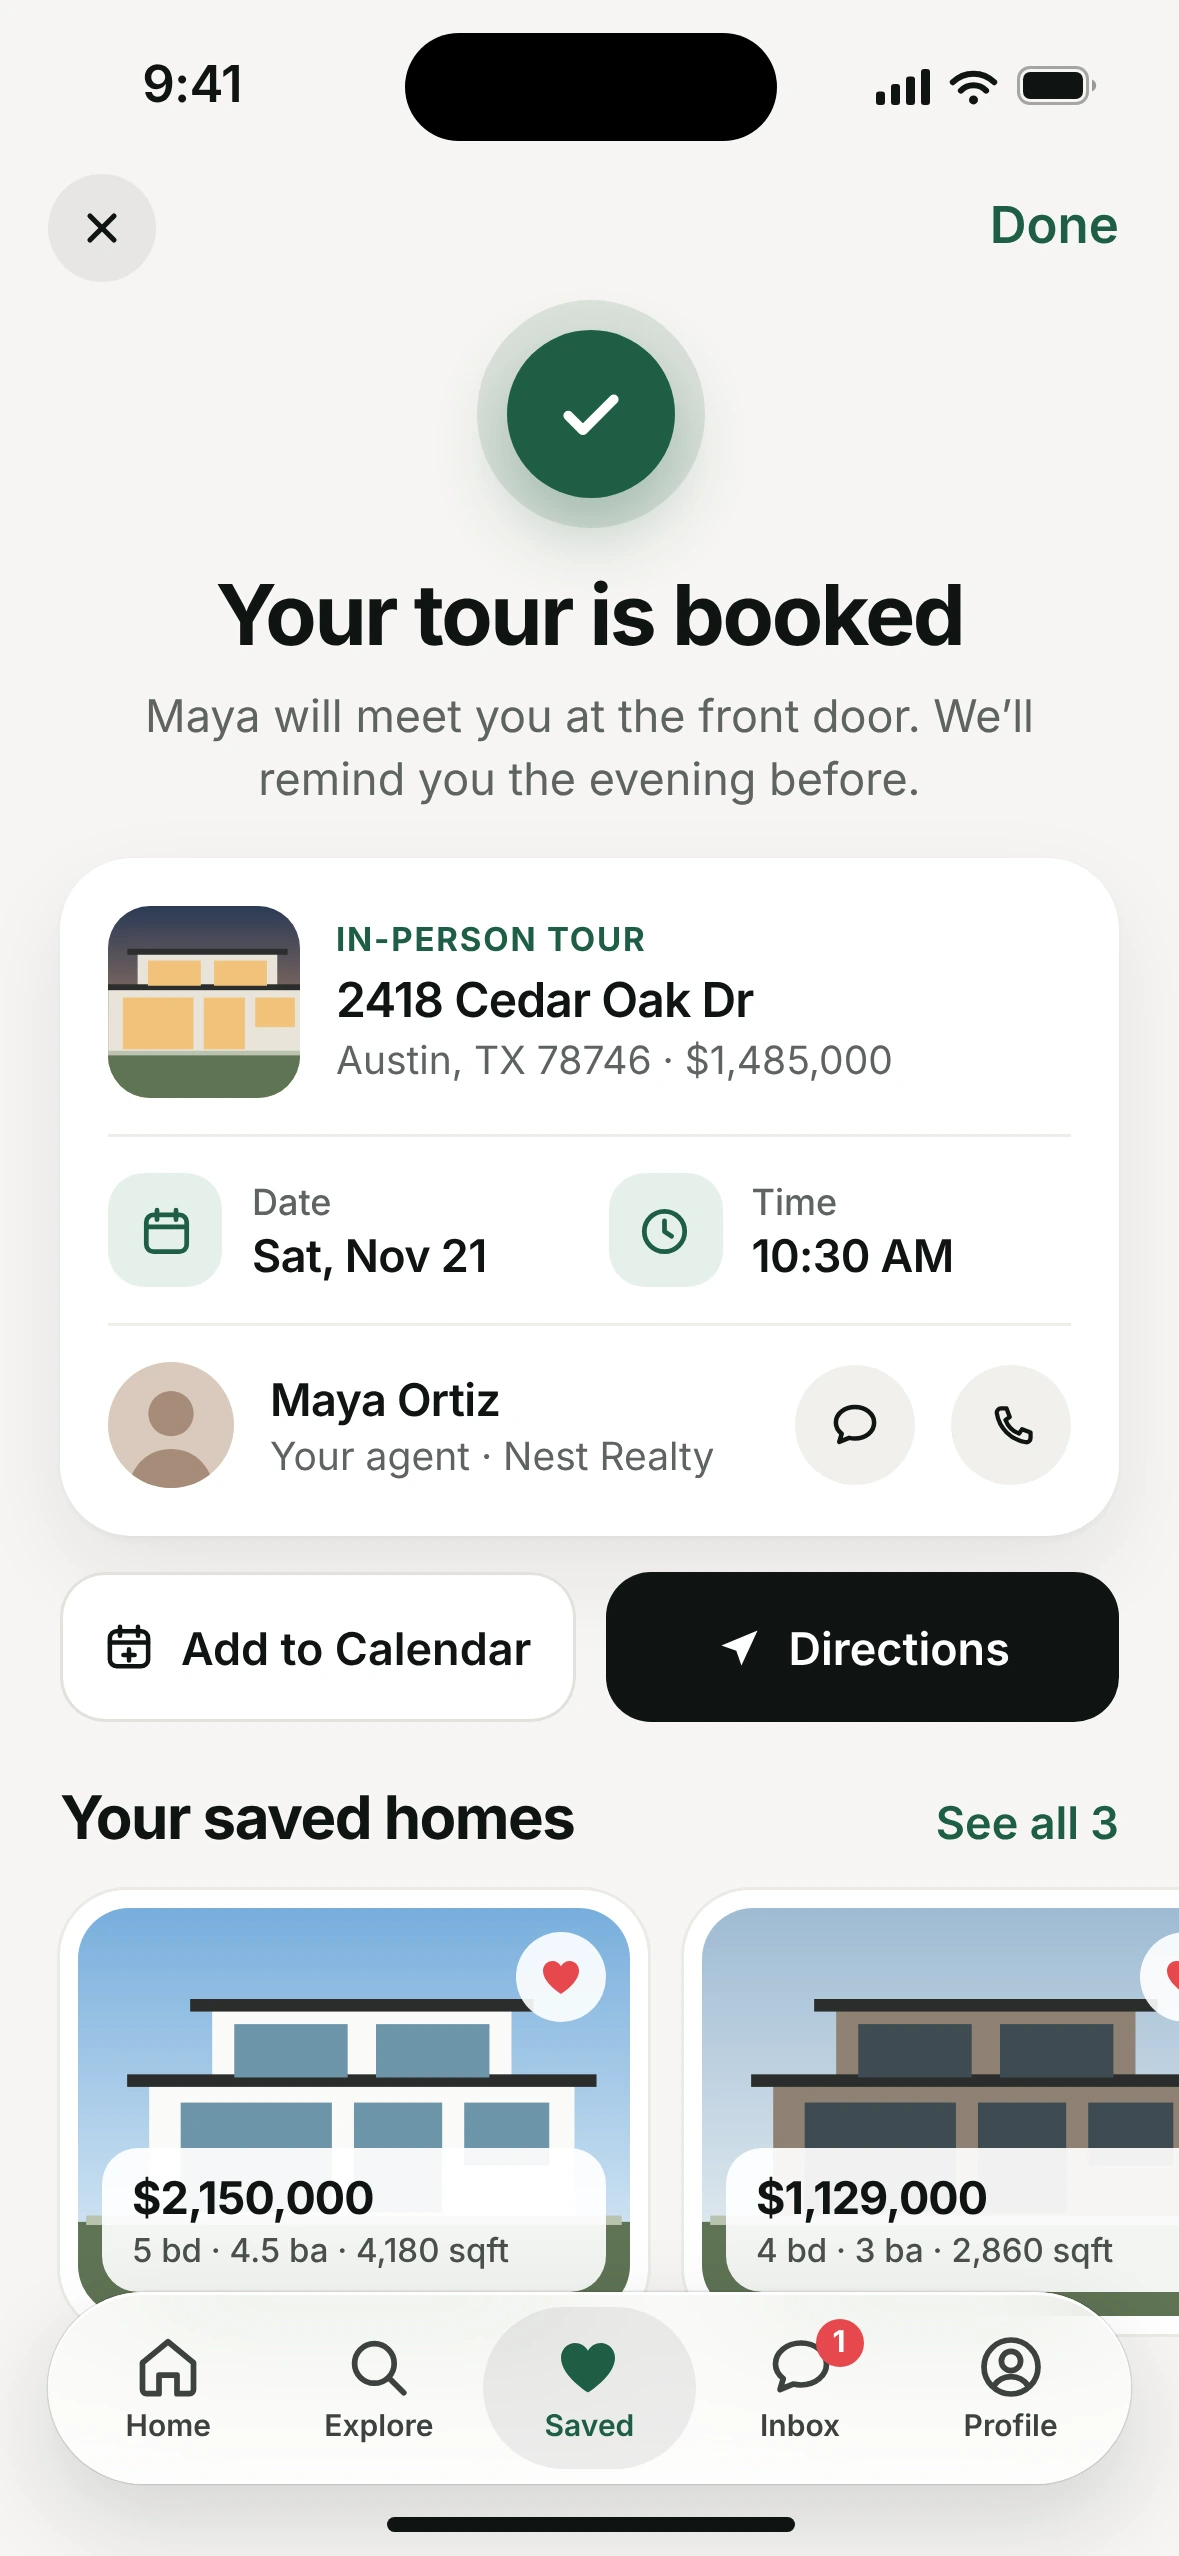 9:41
Done
Your tour is booked
Maya will meet you at the front door. We’ll
remind you the evening before.
IN-PERSON TOUR
2418 Cedar Oak Dr
Austin, TX 78746 · $1,485,000
Date
Sat, Nov 21
Time
10:30 AM
Maya Ortiz
Your agent · Nest Realty
Add to Calendar
Directions
Your saved homes
See all 3
$2,150,000
5 bd · 4.5 ba · 4,180 sqft
$1,129,000
4 bd · 3 ba · 2,860 sqft
Home
Explore
Saved
1
Inbox
Profile